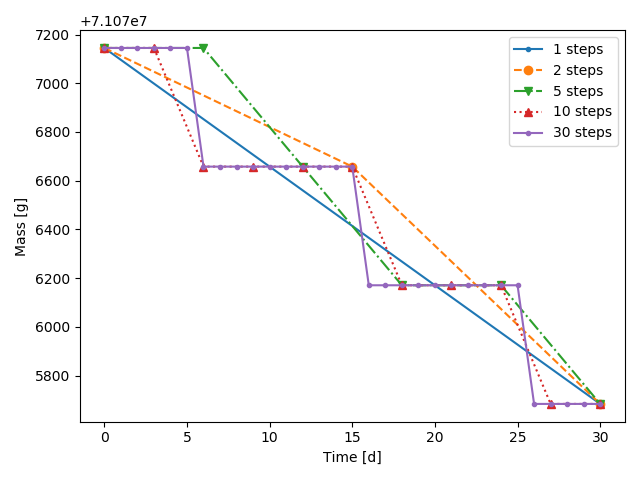 +7.107e7
7200
7000
6800
6600
6400
6200
6000
5800
Mass [g]
0 5 10 15 20 25 30
Time [d]
1 steps
2 steps
5 steps
10 steps
30 steps